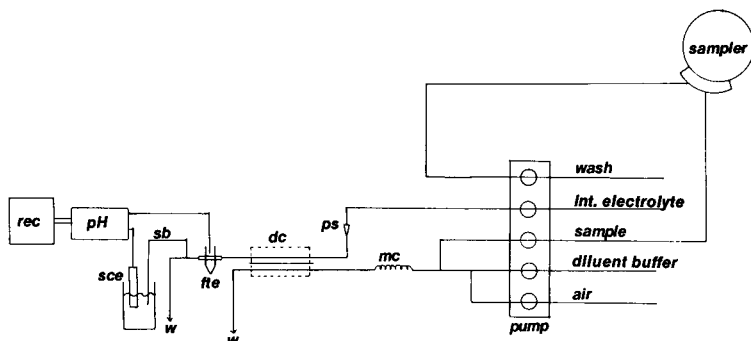 sampler
wash
Int. electrolyte
sample
diluent buffer
air
pump
ps
mc
dc
rec
pH
sb
sce
fte
w
w